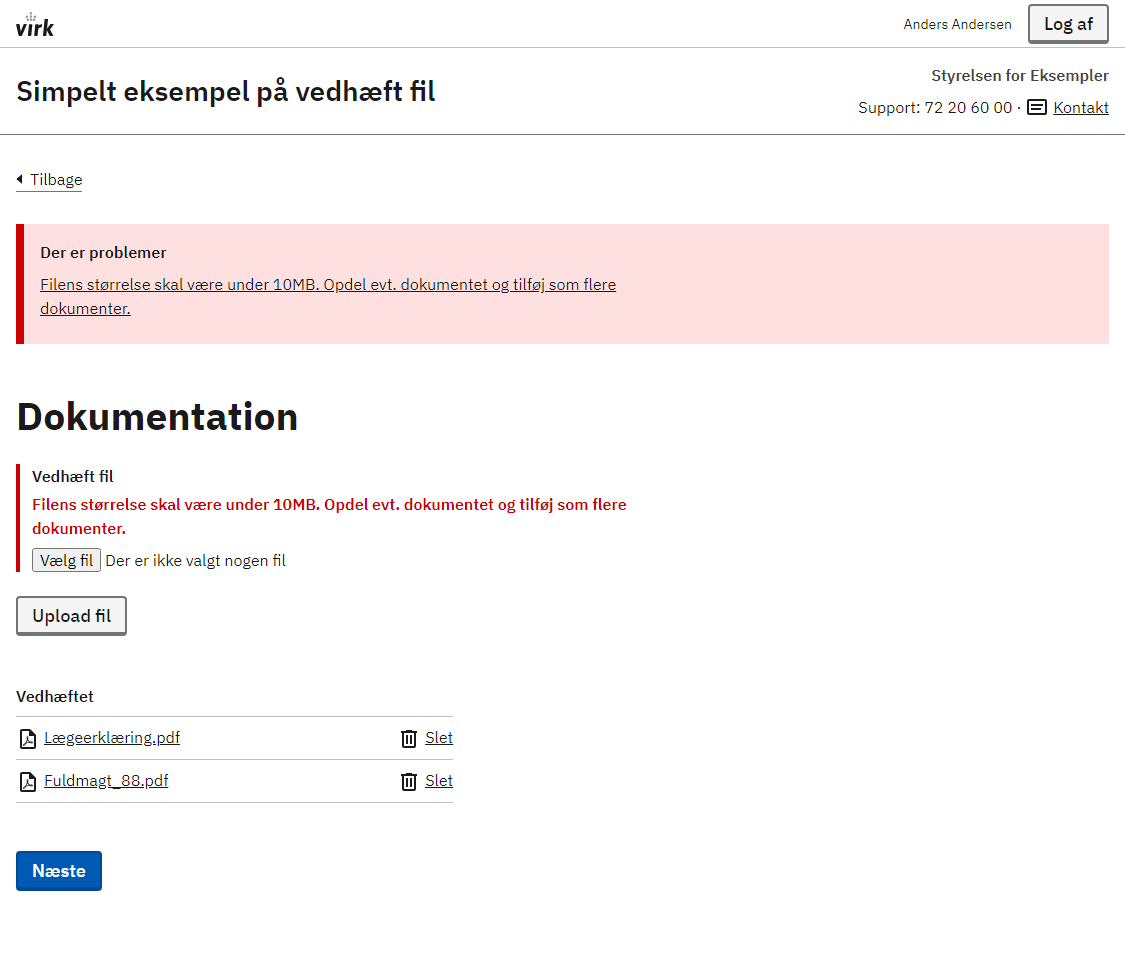 virk
Anders Andersen
Log af
Simpelt eksempel på vedhæft fil
Styrelsen for Eksempler
Support: 72 20 60 00 · Kontakt
Tilbage
Der er problemer
Filens størrelse skal være under 10MB. Opdel evt. dokumentet og tilføj som flere
dokumenter.
Dokumentation
Vedhæft fil
Filens størrelse skal være under 10MB. Opdel evt. dokumentet og tilføj som flere
dokumenter.
Vælg fil Der er ikke valgt nogen fil
Upload fil
Vedhæftet
Lægeerklæring.pdf Slet
Fuldmagt_88.pdf Slet
Næste